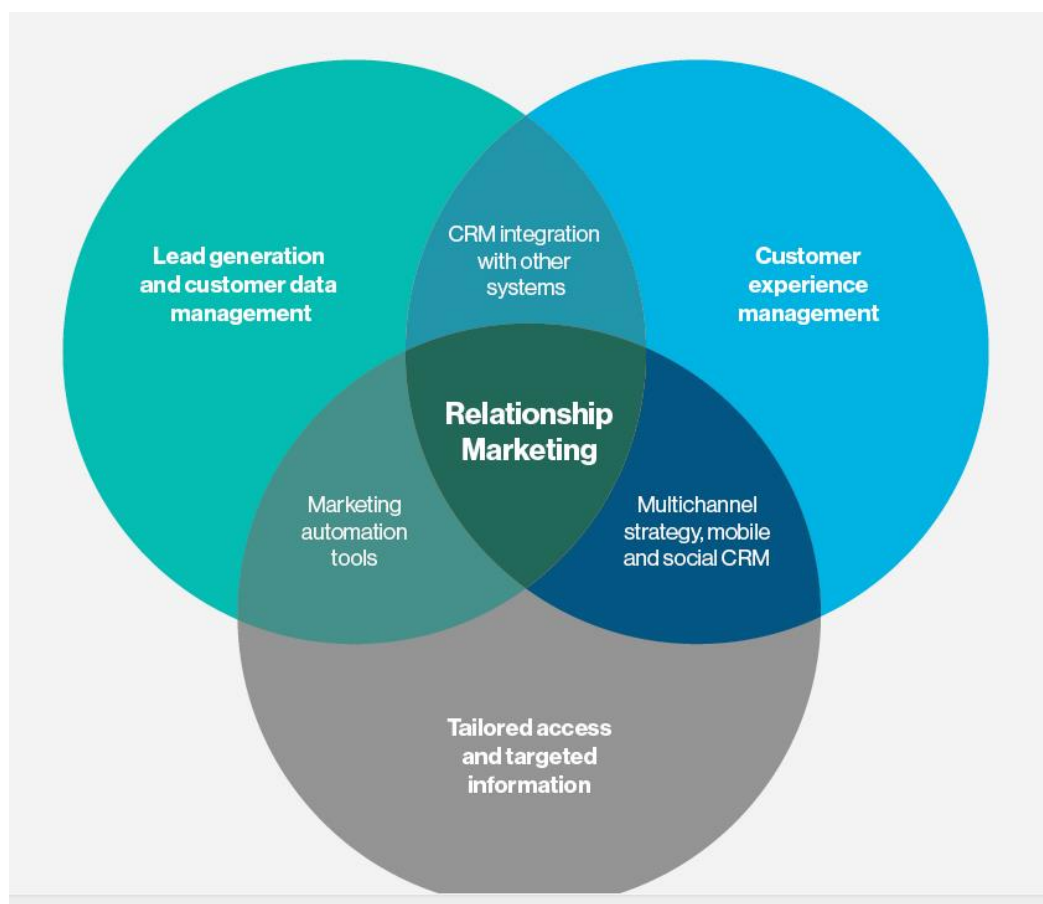 CRM integration
with other
systems
Lead generation
and customer data
management
Customer
experience
management
Relationship
Marketing
Marketing
automation
tools
Multichannel
strategy, mobile
and social CRM
Tailored access
and targeted
information